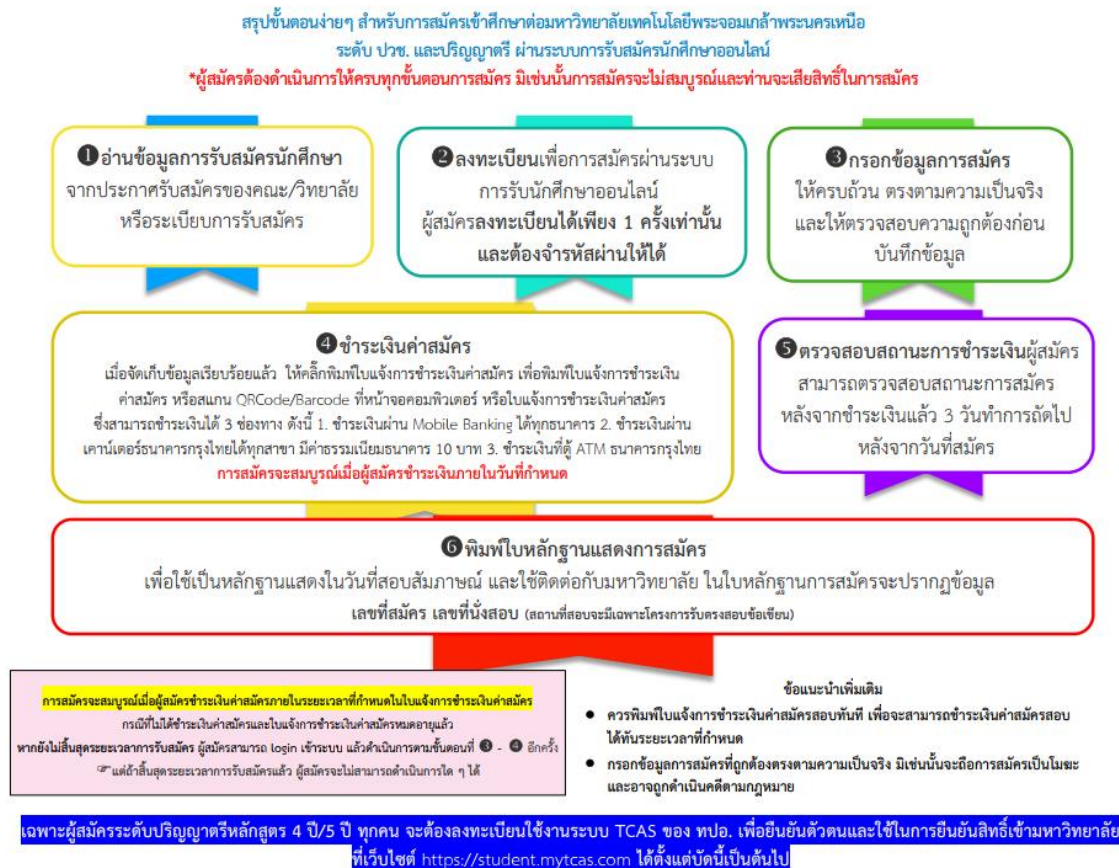 สรุปขั้นตอนง่ายๆ สำหรับการสมัครเข้าศึกษาต่อมหาวิทยาลัยเทคโนโลยีพระจอมเกล้าพระนครเหนือ
ระดับ ปวช. และปริญญาตรี ผ่านระบบการรับสมัครนักศึกษาออนไลน์
*ผู้สมัครต้องดำเนินการให้ครบทุกขั้นตอนการสมัคร มิเช่นนั้นการสมัครจะไม่สมบูรณ์และท่านจะเสียสิทธิ์ในการสมัคร
❶อ่านข้อมูลการรับสมัครนักศึกษา
จากประกาศรับสมัครของคณะ/วิทยาลัย
หรือระเบียบการรับสมัคร
❷ลงทะเบียนเพื่อการสมัครผ่านระบบ
การรับนักศึกษาออนไลน์
ผู้สมัครลงทะเบียนได้เพียง 1 ครั้งเท่านั้น
และต้องจำรหัสผ่านให้ได้
❸กรอกข้อมูลการสมัคร
ให้ครบถ้วน ตรงตามความเป็นจริง
และให้ตรวจสอบความถูกต้องก่อน
บันทึกข้อมูล
❹ชำระเงินค่าสมัคร
เมื่อจัดเก็บข้อมูลเรียบร้อยแล้ว ให้คลิ๊กพิมพ์ใบแจ้งการชำระเงินค่าสมัคร เพื่อพิมพ์ใบแจ้งการชำระเงิน
ค่าสมัคร หรือสแกน QRCode/Barcode ที่หน้าจอคอมพิวเตอร์ หรือใบแจ้งการชำระเงินค่าสมัคร
ซึ่งสามารถชำระเงินได้ 3 ช่องทาง ดังนี้ 1. ชำระเงินผ่าน Mobile Banking ได้ทุกธนาคาร 2. ชำระเงินผ่าน
เคาน์เตอร์ธนาคารกรุงไทยได้ทุกสาขา มีค่าธรรมเนียมธนาคาร 10 บาท 3. ชำระเงินที่ตู้ ATM ธนาคารกรุงไทย
การสมัครจะสมบูรณ์เมื่อผู้สมัครชำระเงินภายในวันที่กำหนด
❺ตรวจสอบสถานะการชำระเงินผู้สมัคร
สามารถตรวจสอบสถานะการสมัคร
หลังจากชำระเงินแล้ว 3 วันทำการถัดไป
หลังจากวันที่สมัคร
❻พิมพ์ใบหลักฐานแสดงการสมัคร
เพื่อใช้เป็นหลักฐานแสดงในวันที่สอบสัมภาษณ์ และใช้ติดต่อกับมหาวิทยาลัย ในใบหลักฐานการสมัครจะปรากฏข้อมูล
เลขที่สมัคร เลขที่นั่งสอบ (สถานที่สอบจะมีเฉพาะโครงการรับตรงสอบข้อเขียน)
การสมัครจะสมบูรณ์เมื่อผู้สมัครชำระเงินค่าสมัครภายในระยะเวลาที่กำหนดในใบแจ้งการชำระเงินค่าสมัคร
กรณีที่ไม่ได้ชำระเงินค่าสมัครและใบแจ้งการชำระเงินค่าสมัครหมดอายุแล้ว
หากยังไม่สิ้นสุดระยะเวลาการรับสมัคร ผู้สมัครสามารถ login เข้าระบบ แล้วดำเนินการตามขั้นตอนที่ ❸ - ❹ อีกครั้ง
☞แต่ถ้าสิ้นสุดระยะเวลาการรับสมัครแล้ว ผู้สมัครจะไม่สามารถดำเนินการใด ๆ ได้
ข้อแนะนำเพิ่มเติม
● ควรพิมพ์ใบแจ้งการชำระเงินค่าสมัครสอบทันที เพื่อจะสามารถชำระเงินค่าสมัครสอบ
ได้ทันระยะเวลาที่กำหนด
● กรอกข้อมูลการสมัครที่ถูกต้องตรงตามความเป็นจริง มิเช่นนั้นจะถือการสมัครเป็นโมฆะ
และอาจถูกดำเนินคดีตามกฎหมาย
เฉพาะผู้สมัครระดับปริญญาตรีหลักสูตร 4 ปี/5 ปี ทุกคน จะต้องลงทะเบียนใช้งานระบบ TCAS ของ ทปอ. เพื่อยืนยันตัวตนและใช้ในการยืนยันสิทธิ์เข้ามหาวิทยาลัย
ที่เว็บไซต์ https://student.mytcas.com ได้ตั้งแต่บัดนี้เป็นต้นไป